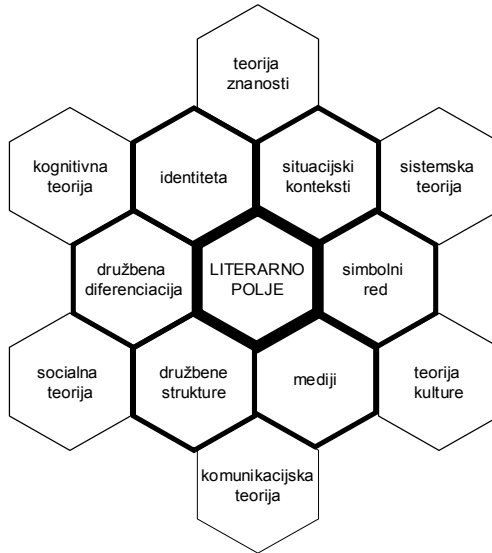 teorija
znanosti
kognitivna
teorija
identiteta
situacijski
konteksti
sistemska
teorija
družbena
diferenciacija
LITERARNO
POLJE
simbolni
red
socialna
teorija
družbene
strukture
mediji
teorija
kulture
komunikacijska
teorija